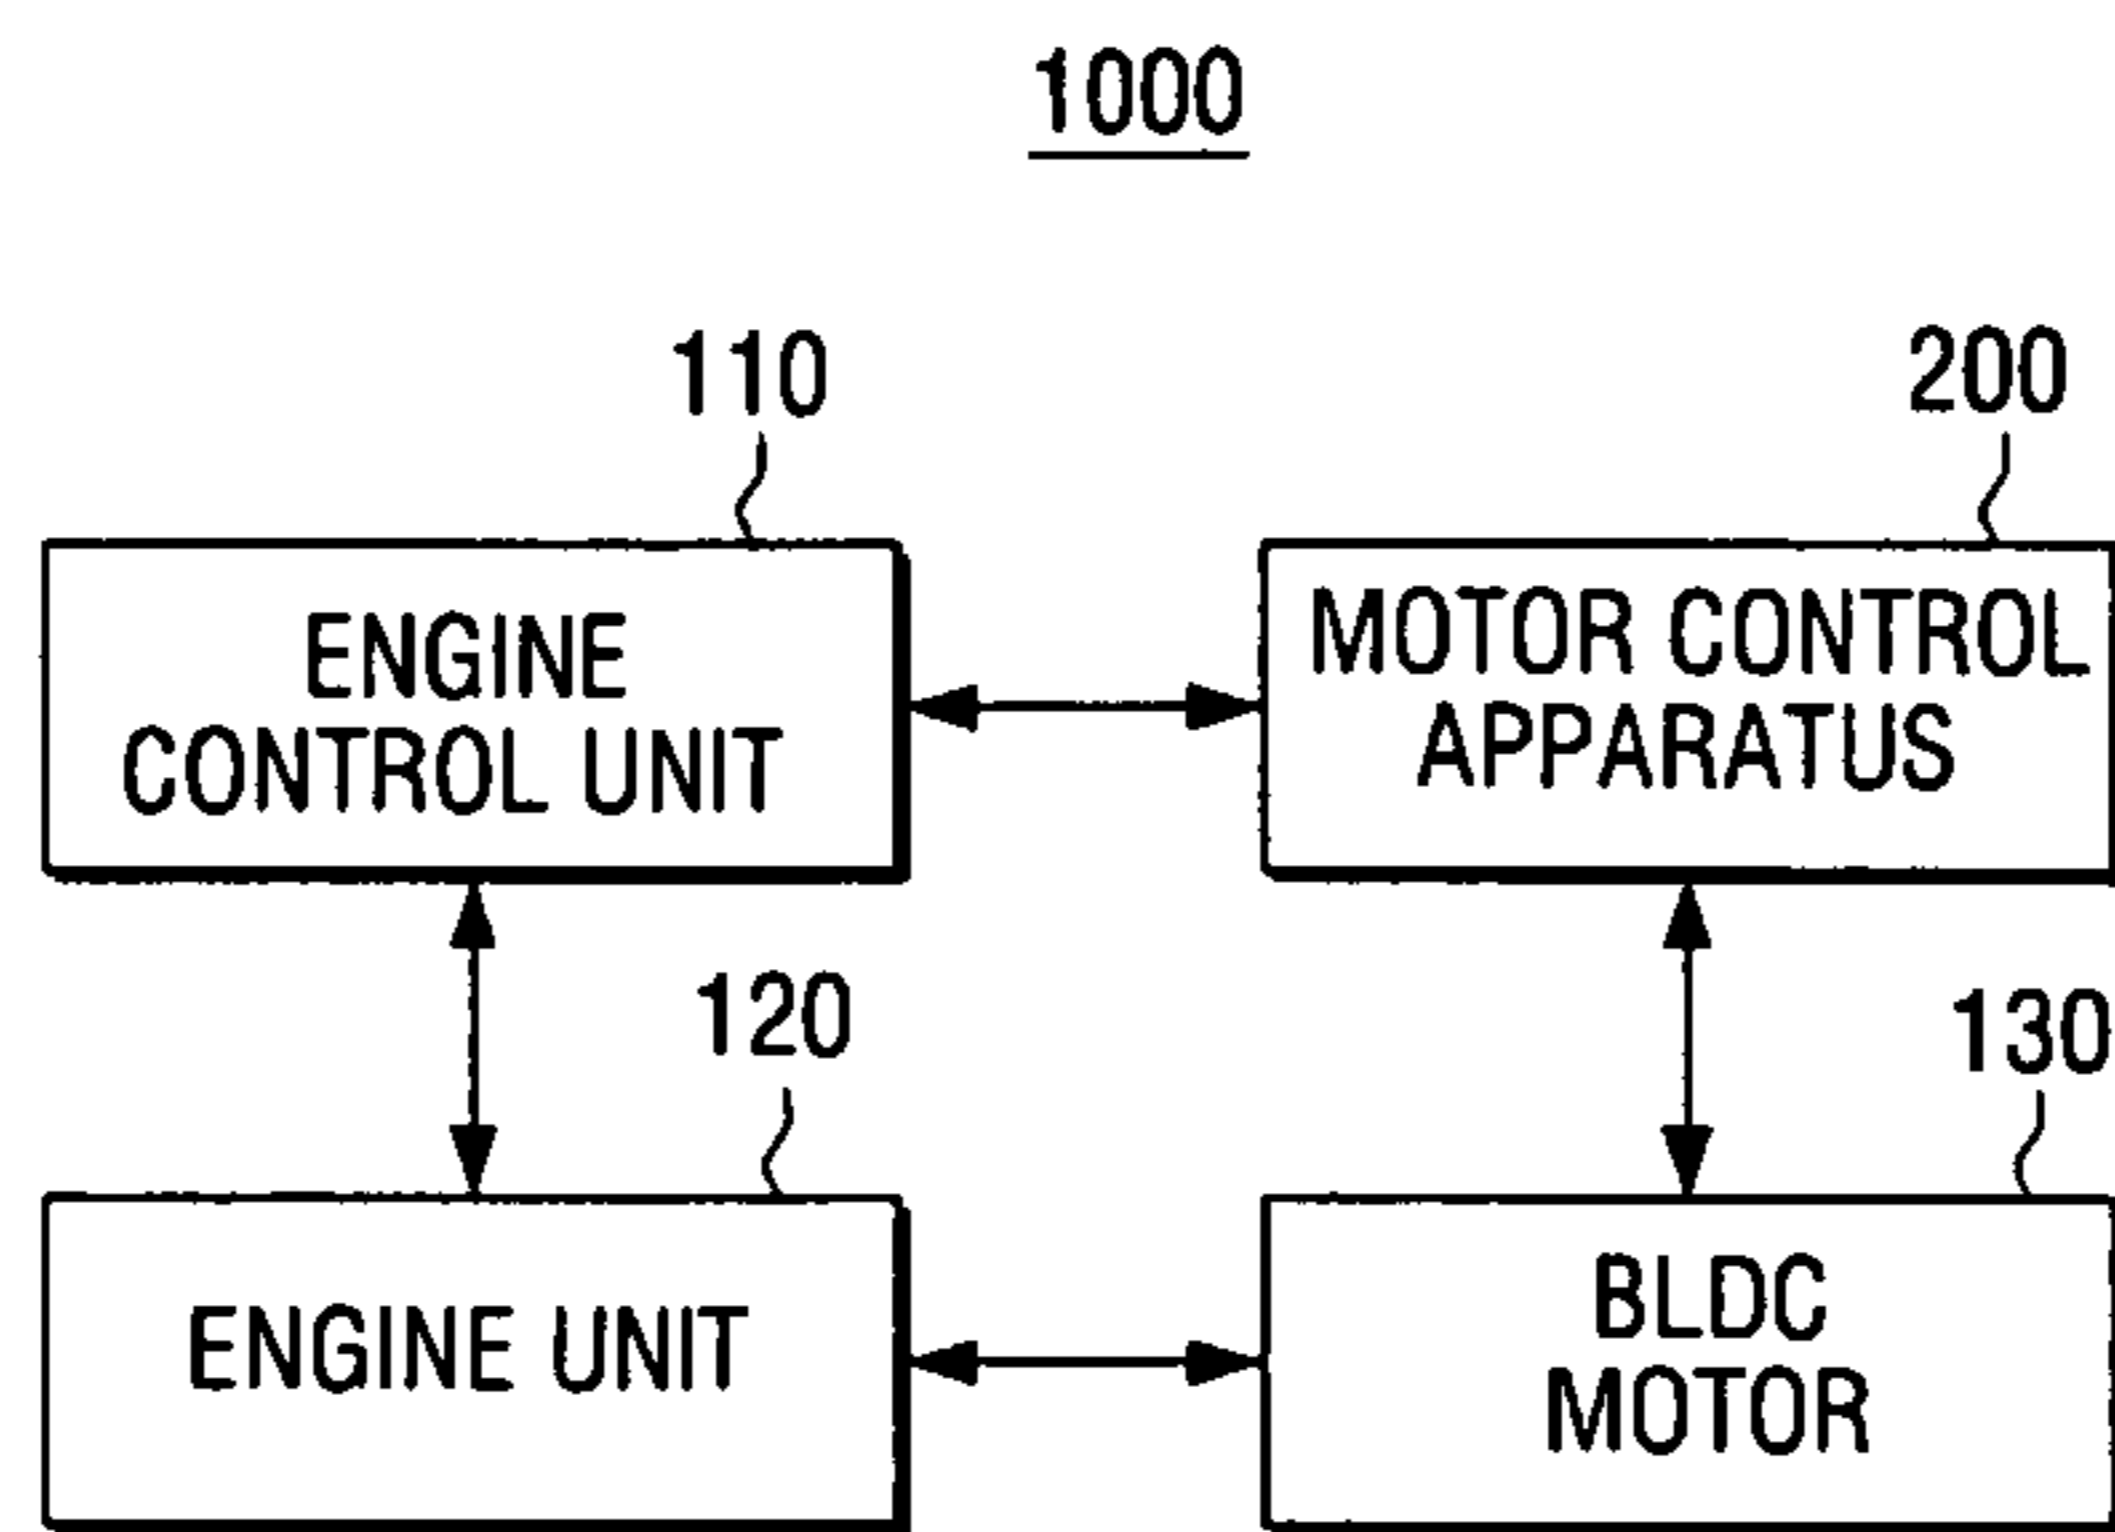 1000
110
200
ENGINE
CONTROL UNIT
MOTOR CONTROL
APPARATUS
120
130
ENGINE UNIT
BLDC
MOTOR